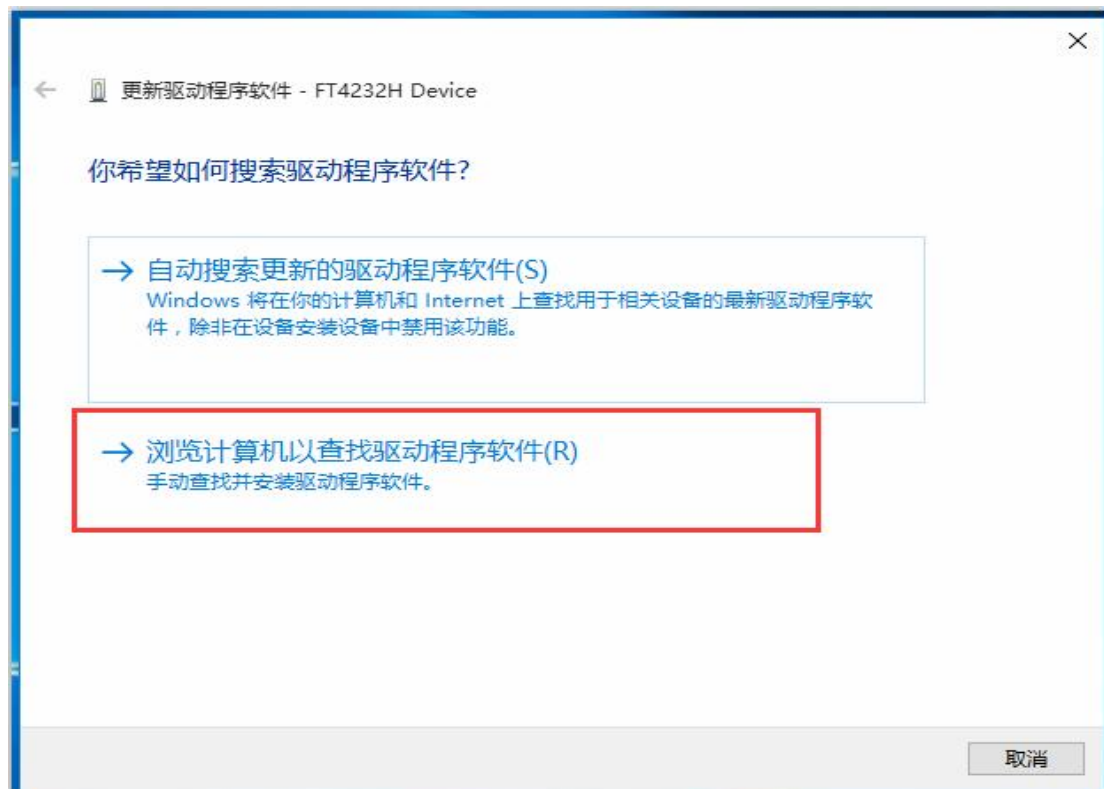 更新驱动程序软件 - FT4232H Device
你希望如何搜索驱动程序软件?
自动搜索更新的驱动程序软件(S)
Windows 将在你的计算机和 Internet 上查找用于相关设备的最新驱动程序软
件，除非在设备安装设备中禁用该功能。
浏览计算机以查找驱动程序软件(R)
手动查找并安装驱动程序软件。
取消